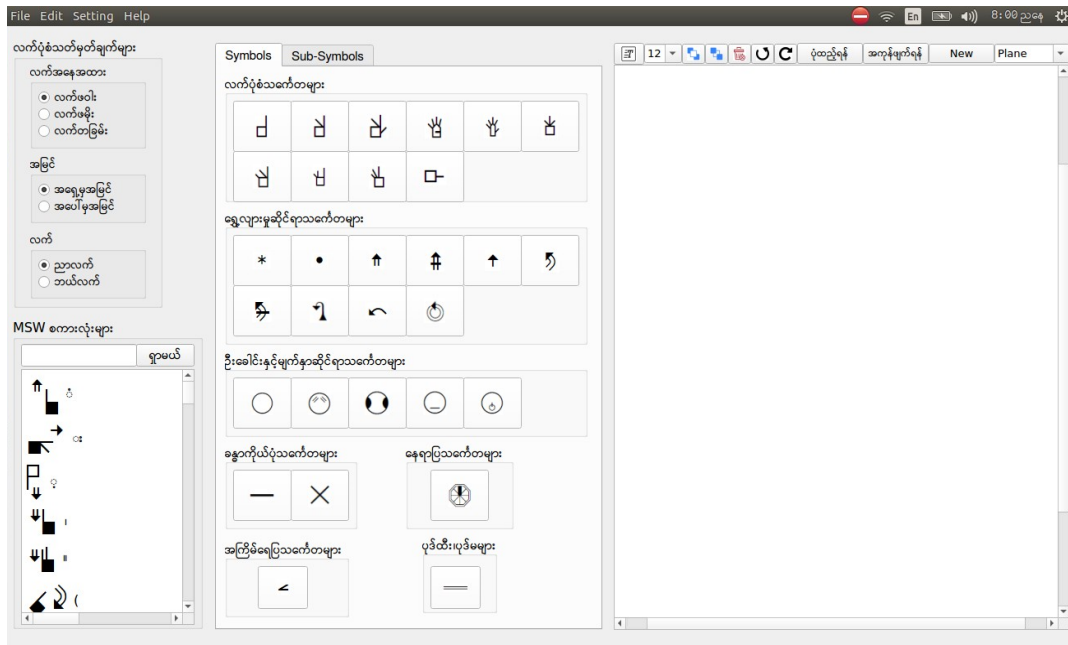 File Edit Setting Help
En 8:00 ညနေ
လက်ပုံစံသတ်မှတ်ချက်များ
လက်အနေအထား
လက်ဖဝါး
လက်ဖမိုး
လက်တခြမ်း
အမြင်
အရှေ့မှအမြင်
အပေါ်မှအမြင်
လက်
ညာလက်
ဘယ်လက်
MSW စကားလုံးများ
ရှာမယ်
ံ
း
့
၊
။
(
Symbols Sub-Symbols
လက်ပုံစံသင်္ကေတများ
ရွေ့လျားမှုဆိုင်ရာသင်္ကေတများ
ဦးခေါင်းနှင့်မျက်နှာဆိုင်ရာသင်္ကေတများ
ခန္ဓာကိုယ်ပုံသင်္ကေတများ
နေရာပြသင်္ကေတများ
အကြိမ်ရေပြသင်္ကေတများ
ပုဒ်ထီး၊ပုဒ်မများ
12 ပုံထည့်ရန် အကုန်ဖျက်ရန် New Plane